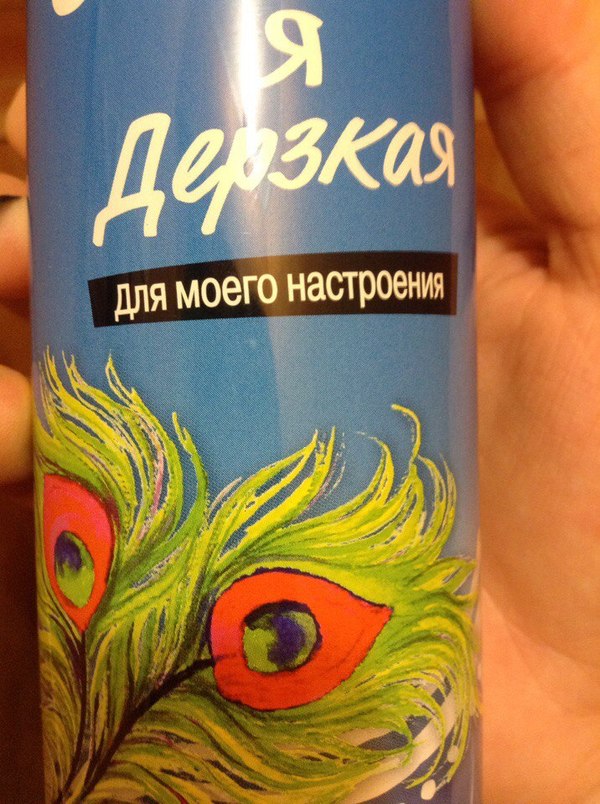 я
Дерзкая
Для моего настроения